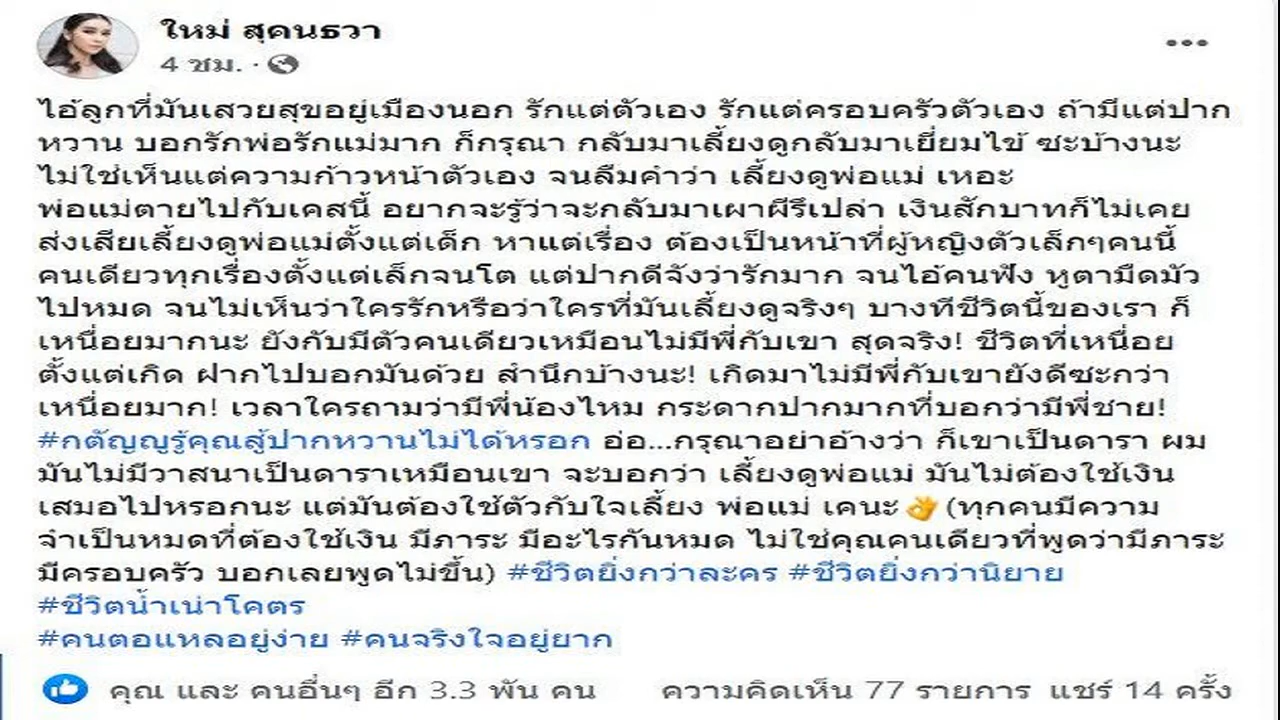 ใหม่ สุคนธวา
4 ชม. ·
ไอ้ลูกที่มันเสวยสุขอยู่เมืองนอก รักแต่ตัวเอง รักแต่ครอบครัวตัวเอง ถ้ามีแต่ปาก
หวาน บอกรักพ่อรักแม่มาก ก็กรุณา กลับมาเลี้ยงดูกลับมาเยี่ยมไข้ ซะบ้างนะ
ไม่ใช่เห็นแต่ความก้าวหน้าตัวเอง จนลืมคำว่า เลี้ยงดูพ่อแม่ เหอะ
พ่อแม่ตายไปกับเคสนี้ อยากจะรู้ว่าจะกลับมาเผาผีรึเปล่า เงินสักบาทก็ไม่เคย
ส่งเสียเลี้ยงดูพ่อแม่ตั้งแต่เด็ก หาแต่เรื่อง ต้องเป็นหน้าที่ผู้หญิงตัวเล็กๆคนนี้
คนเดียวทุกเรื่องตั้งแต่เล็กจนโต แต่ปากดีจังว่ารักมาก จนไอ้คนฟัง หูตามืดมัว
ไปหมด จนไม่เห็นว่าใครรักหรือว่าใครที่มันเลี้ยงดูจริงๆ บางทีชีวิตนี้ของเรา ก็
เหนื่อยมากนะ ยังกับมีตัวคนเดียวเหมือนไม่มีพี่กับเขา สุดจริง! ชีวิตที่เหนื่อย
ตั้งแต่เกิด ฝากไปบอกมันด้วย สำนึกบ้างนะ! เกิดมาไม่มีพี่กับเขายังดีซะกว่า
เหนื่อยมาก! เวลาใครถามว่ามีพี่น้องไหม กระดากปากมากที่บอกว่ามีพี่ชาย!
#กตัญญูรู้คุณสู้ปากหวานไม่ได้หรอก อ่อ...กรุณาอย่าอ้างว่า ก็เขาเป็นดารา ผม
มันไม่มีวาสนาเป็นดาราเหมือนเขา จะบอกว่า เลี้ยงดูพ่อแม่ มันไม่ต้องใช้เงิน
เสมอไปหรอกนะ แต่มันต้องใช้ตัวกับใจเลี้ยง พ่อแม่ เคนะ👌(ทุกคนมีความ
จำเป็นหมดที่ต้องใช้เงิน มีภาระ มีอะไรกันหมด ไม่ใช่คุณคนเดียวที่พูดว่ามีภาระ
มีครอบครัว บอกเลยพูดไม่ขึ้น) #ชีวิตยิ่งกว่าละคร #ชีวิตยิ่งกว่านิยาย
#ชีวิตน้ำเน่าโคตร
#คนตอแหลอยู่ง่าย #คนจริงใจอยู่ยาก
คุณ และ คนอื่นๆ อีก 3.3 พัน คน ความคิดเห็น 77 รายการ แชร์ 14 ครั้ง